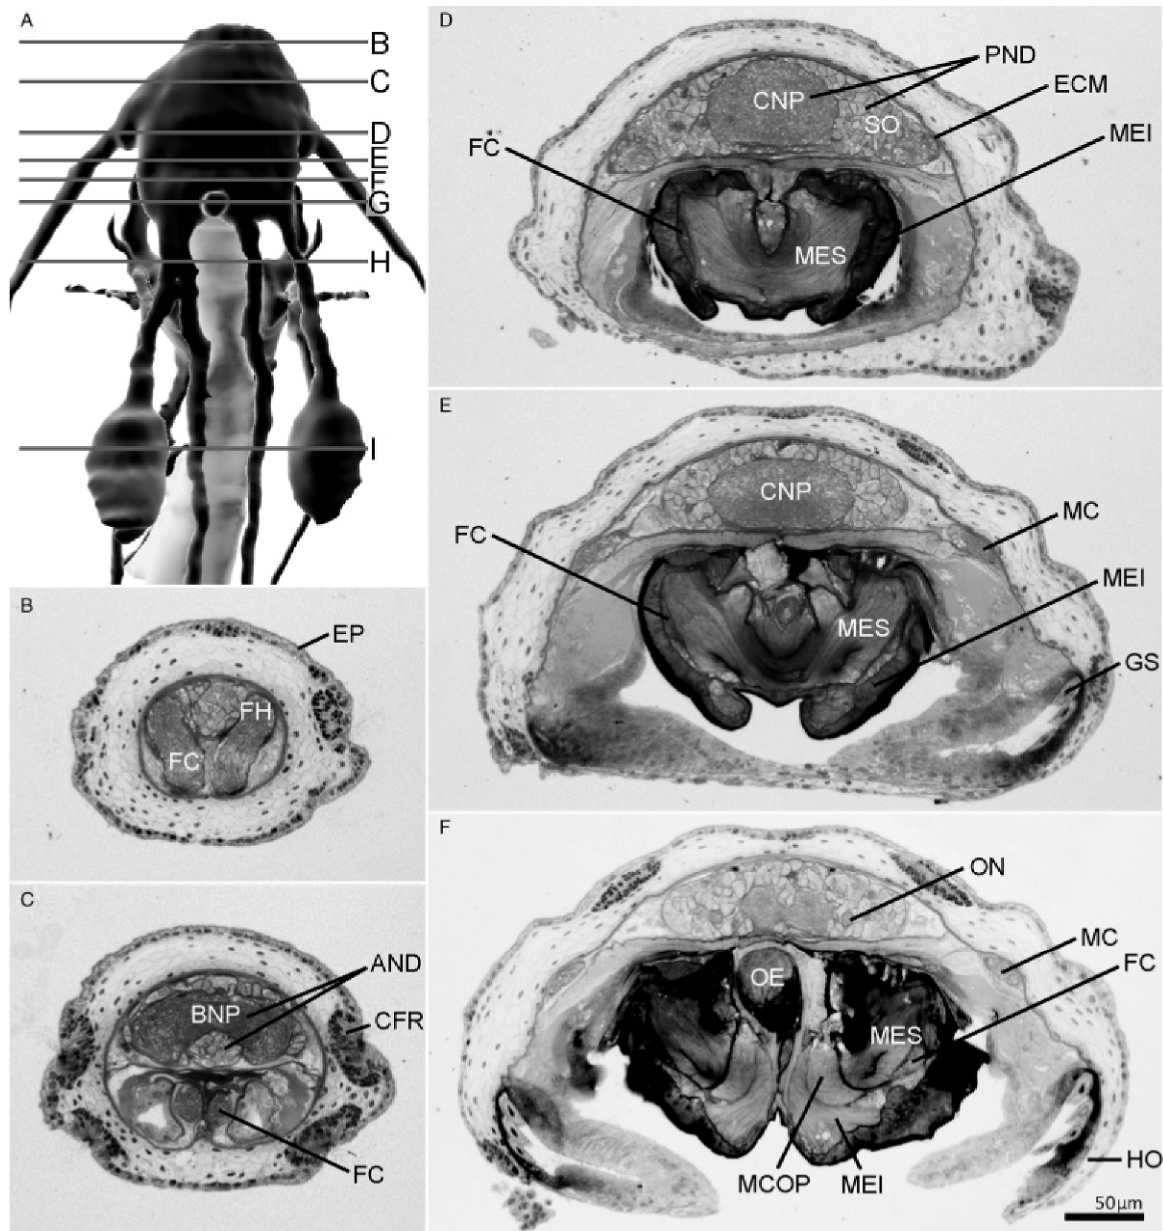 A
B
C
D
E
F
G
H
I
B
EP
FH
FC
C
AND
BNP
CFR
FC
D
PND
CNP
ECM
SO
MEI
FC
MES
E
CNP
MC
FC
MEI
MES
GS
F
ON
MC
FC
OE
MES
MCOP
MEI
HO
50µm